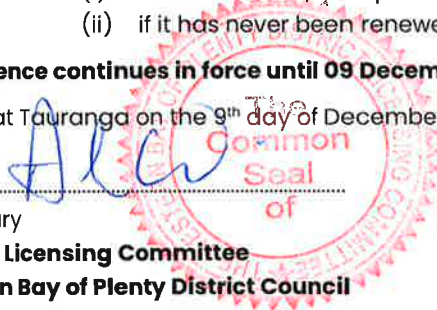 (ii) if it has never been renewe
ence continues in force until 09 Decem
at Tauranga on the 9th day of December
The
Common
Seal
of
ry
Licensing Committee
n Bay of Plenty District Council